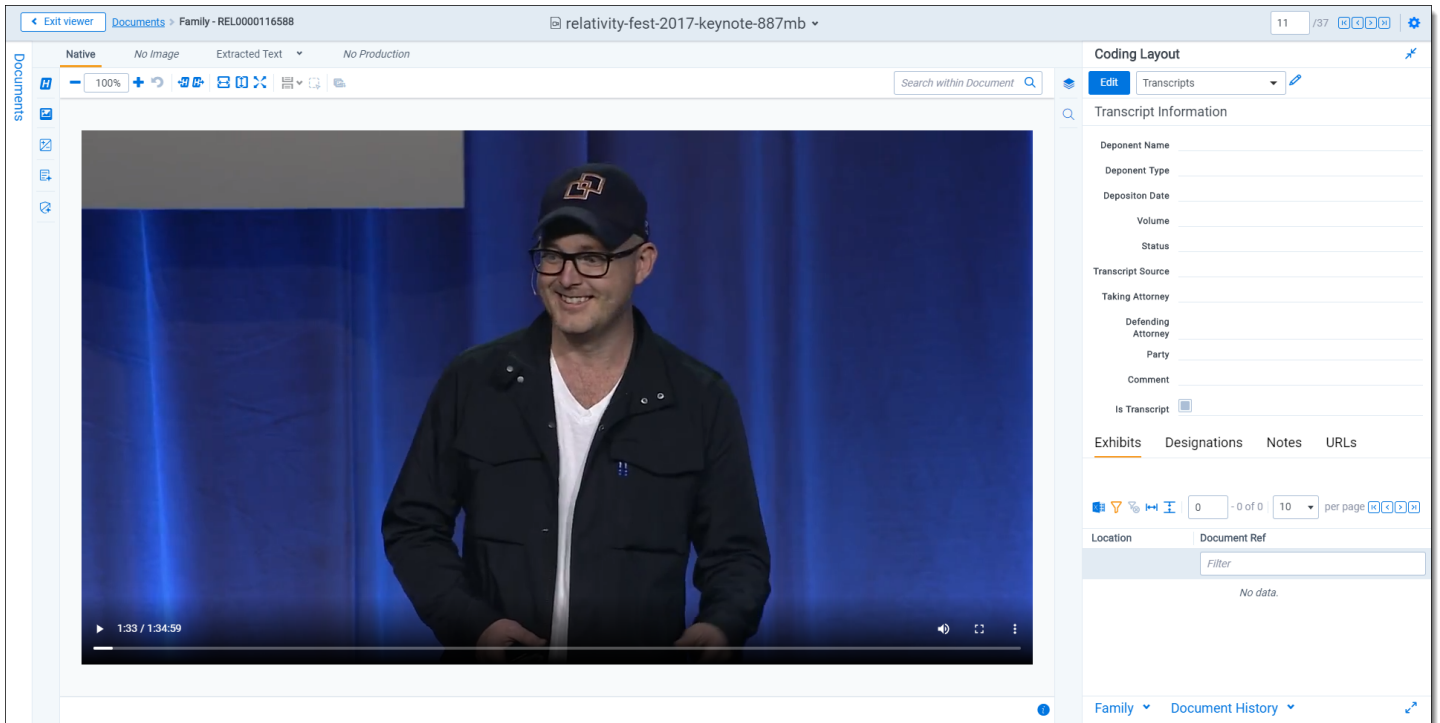 Exit viewer
Documents > Family - REL0000116588
relativity-fest-2017-keynote-887mb
11 /37
Documents
Native No Image Extracted Text No Production
100%
Search within Document
Coding Layout
Edit Transcripts
Transcript Information
Deponent Name
Deponent Type
Depositon Date
Volume
Status
Transcript Source
Taking Attorney
Defending
Attorney
Party
Comment
Is Transcript
Exhibits Designations Notes URLs
0 - 0 of 0 10 per page
Location Document Ref
Filter
No data.
1:33 / 1:34:59
Family Document History